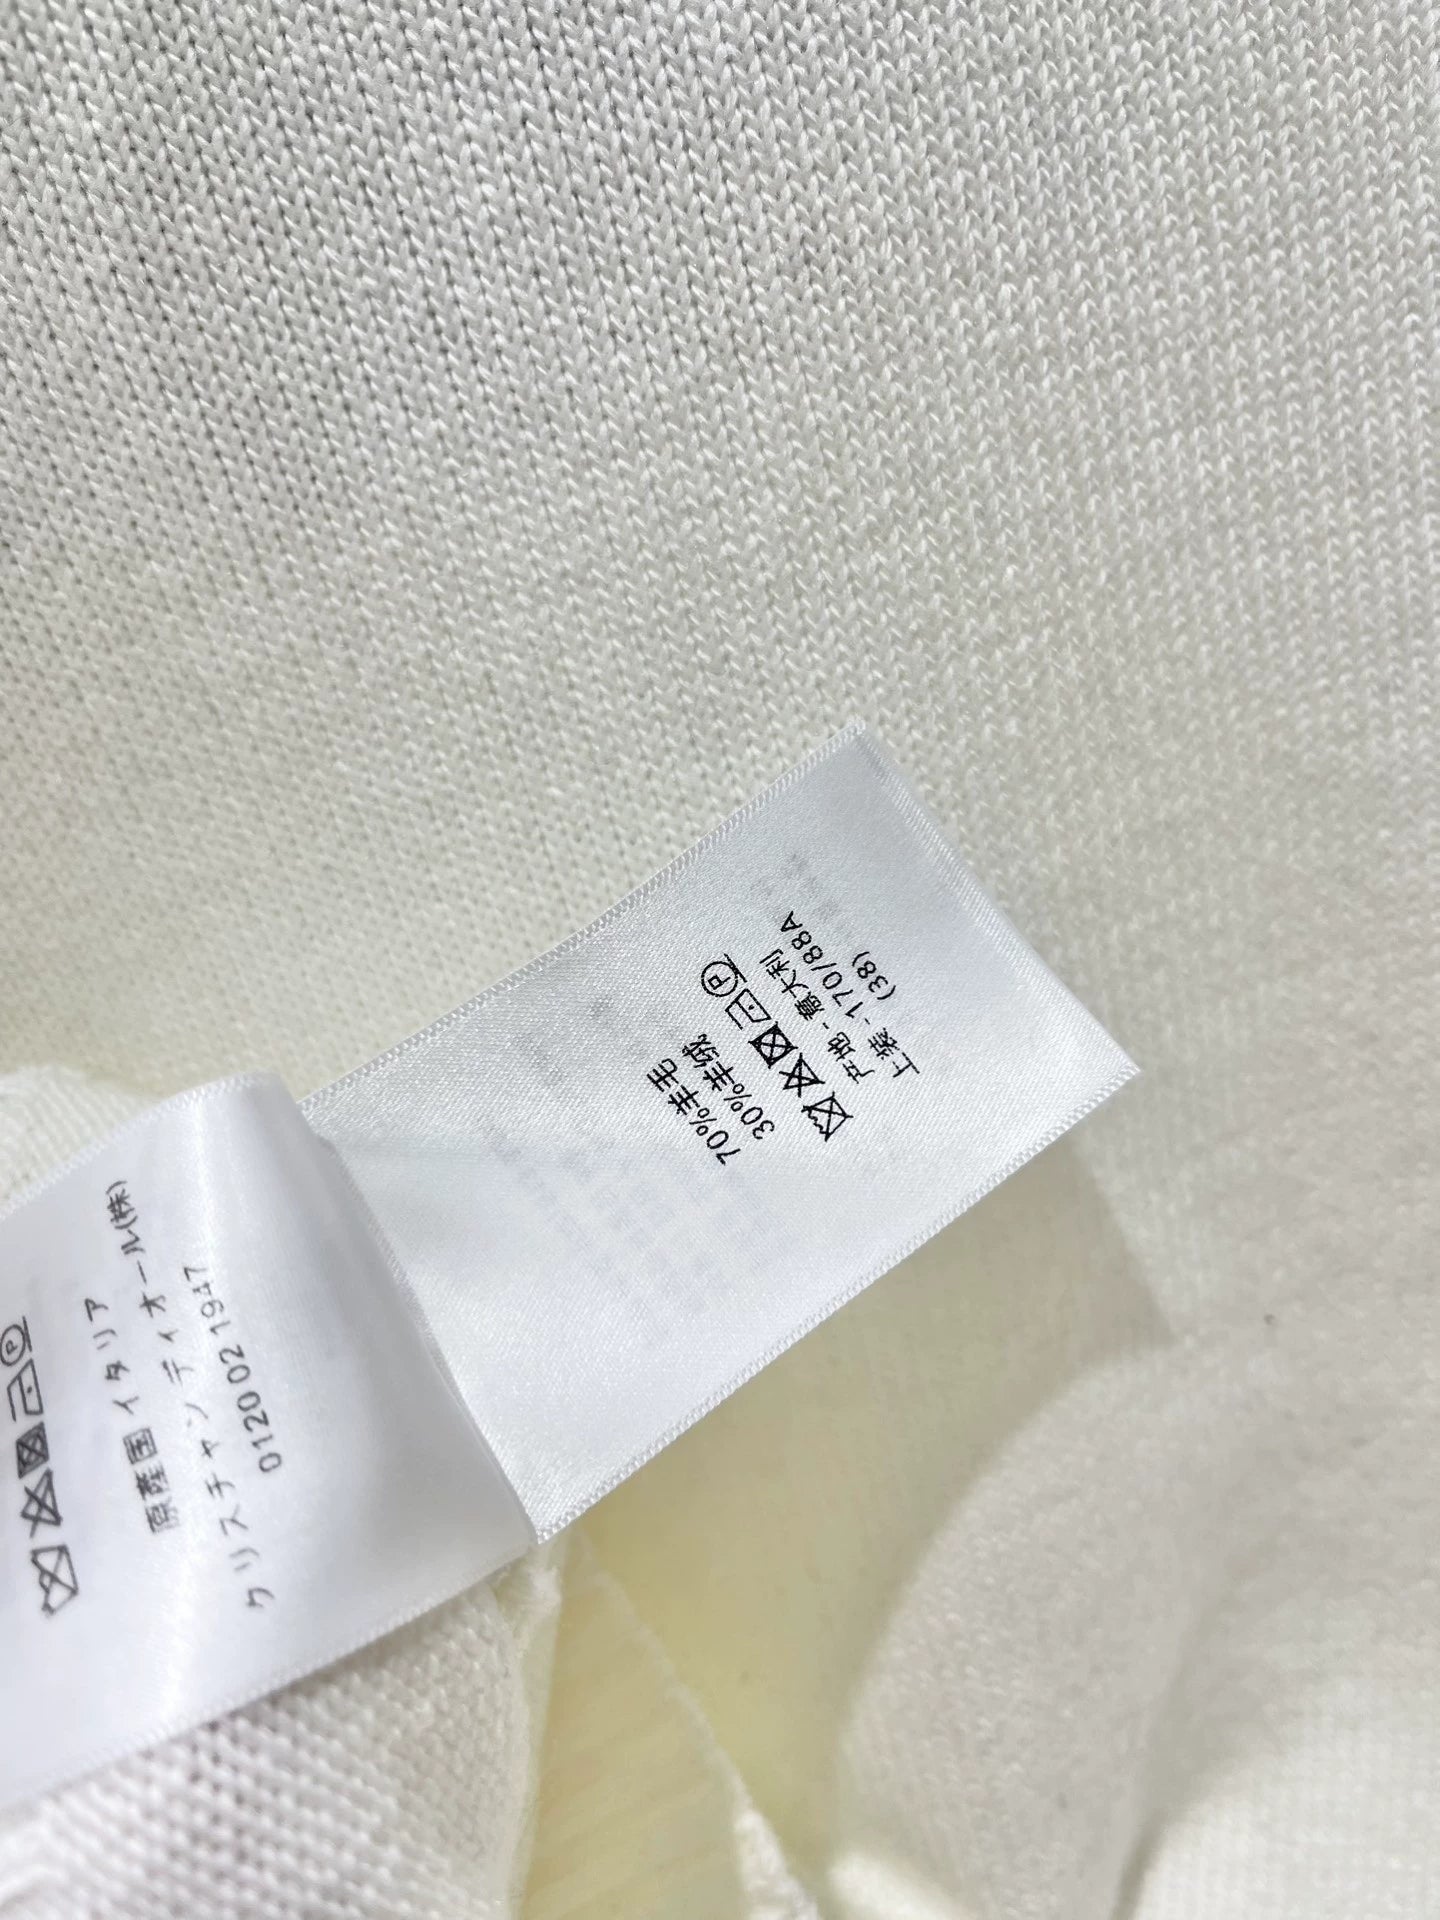 70%羊毛
30%羊绒
产地 - 意大利
上装 - 170/88A
(38)
原産国 イタリア
クリスチャン ディオール(株)
0120 02 1947